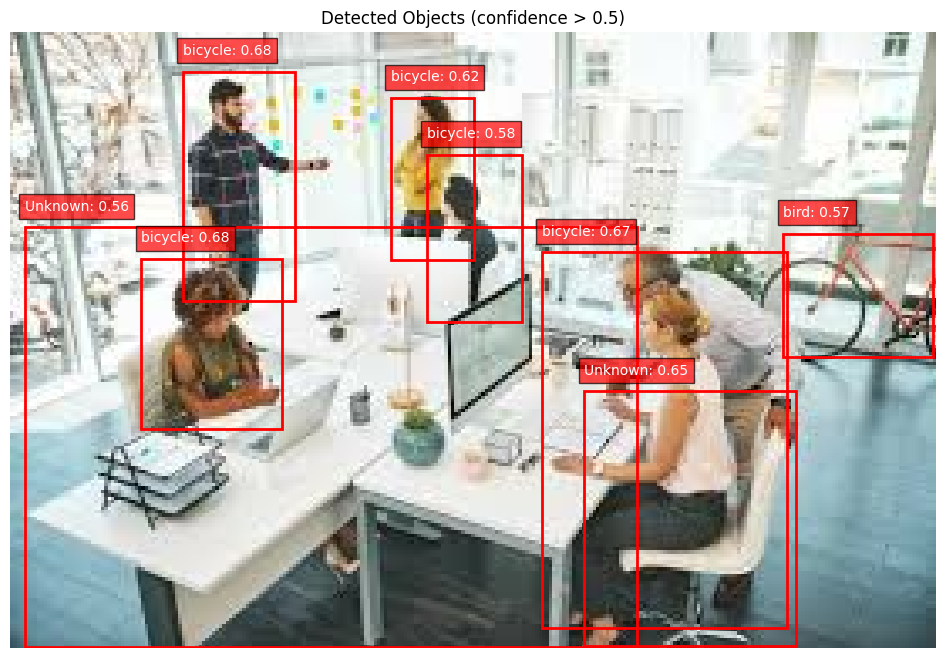 Detected Objects (confidence > 0.5)
bicycle: 0.68
bicycle: 0.62
bicycle: 0.58
Unknown: 0.56
bird: 0.57
bicycle: 0.68
bicycle: 0.67
Unknown: 0.65